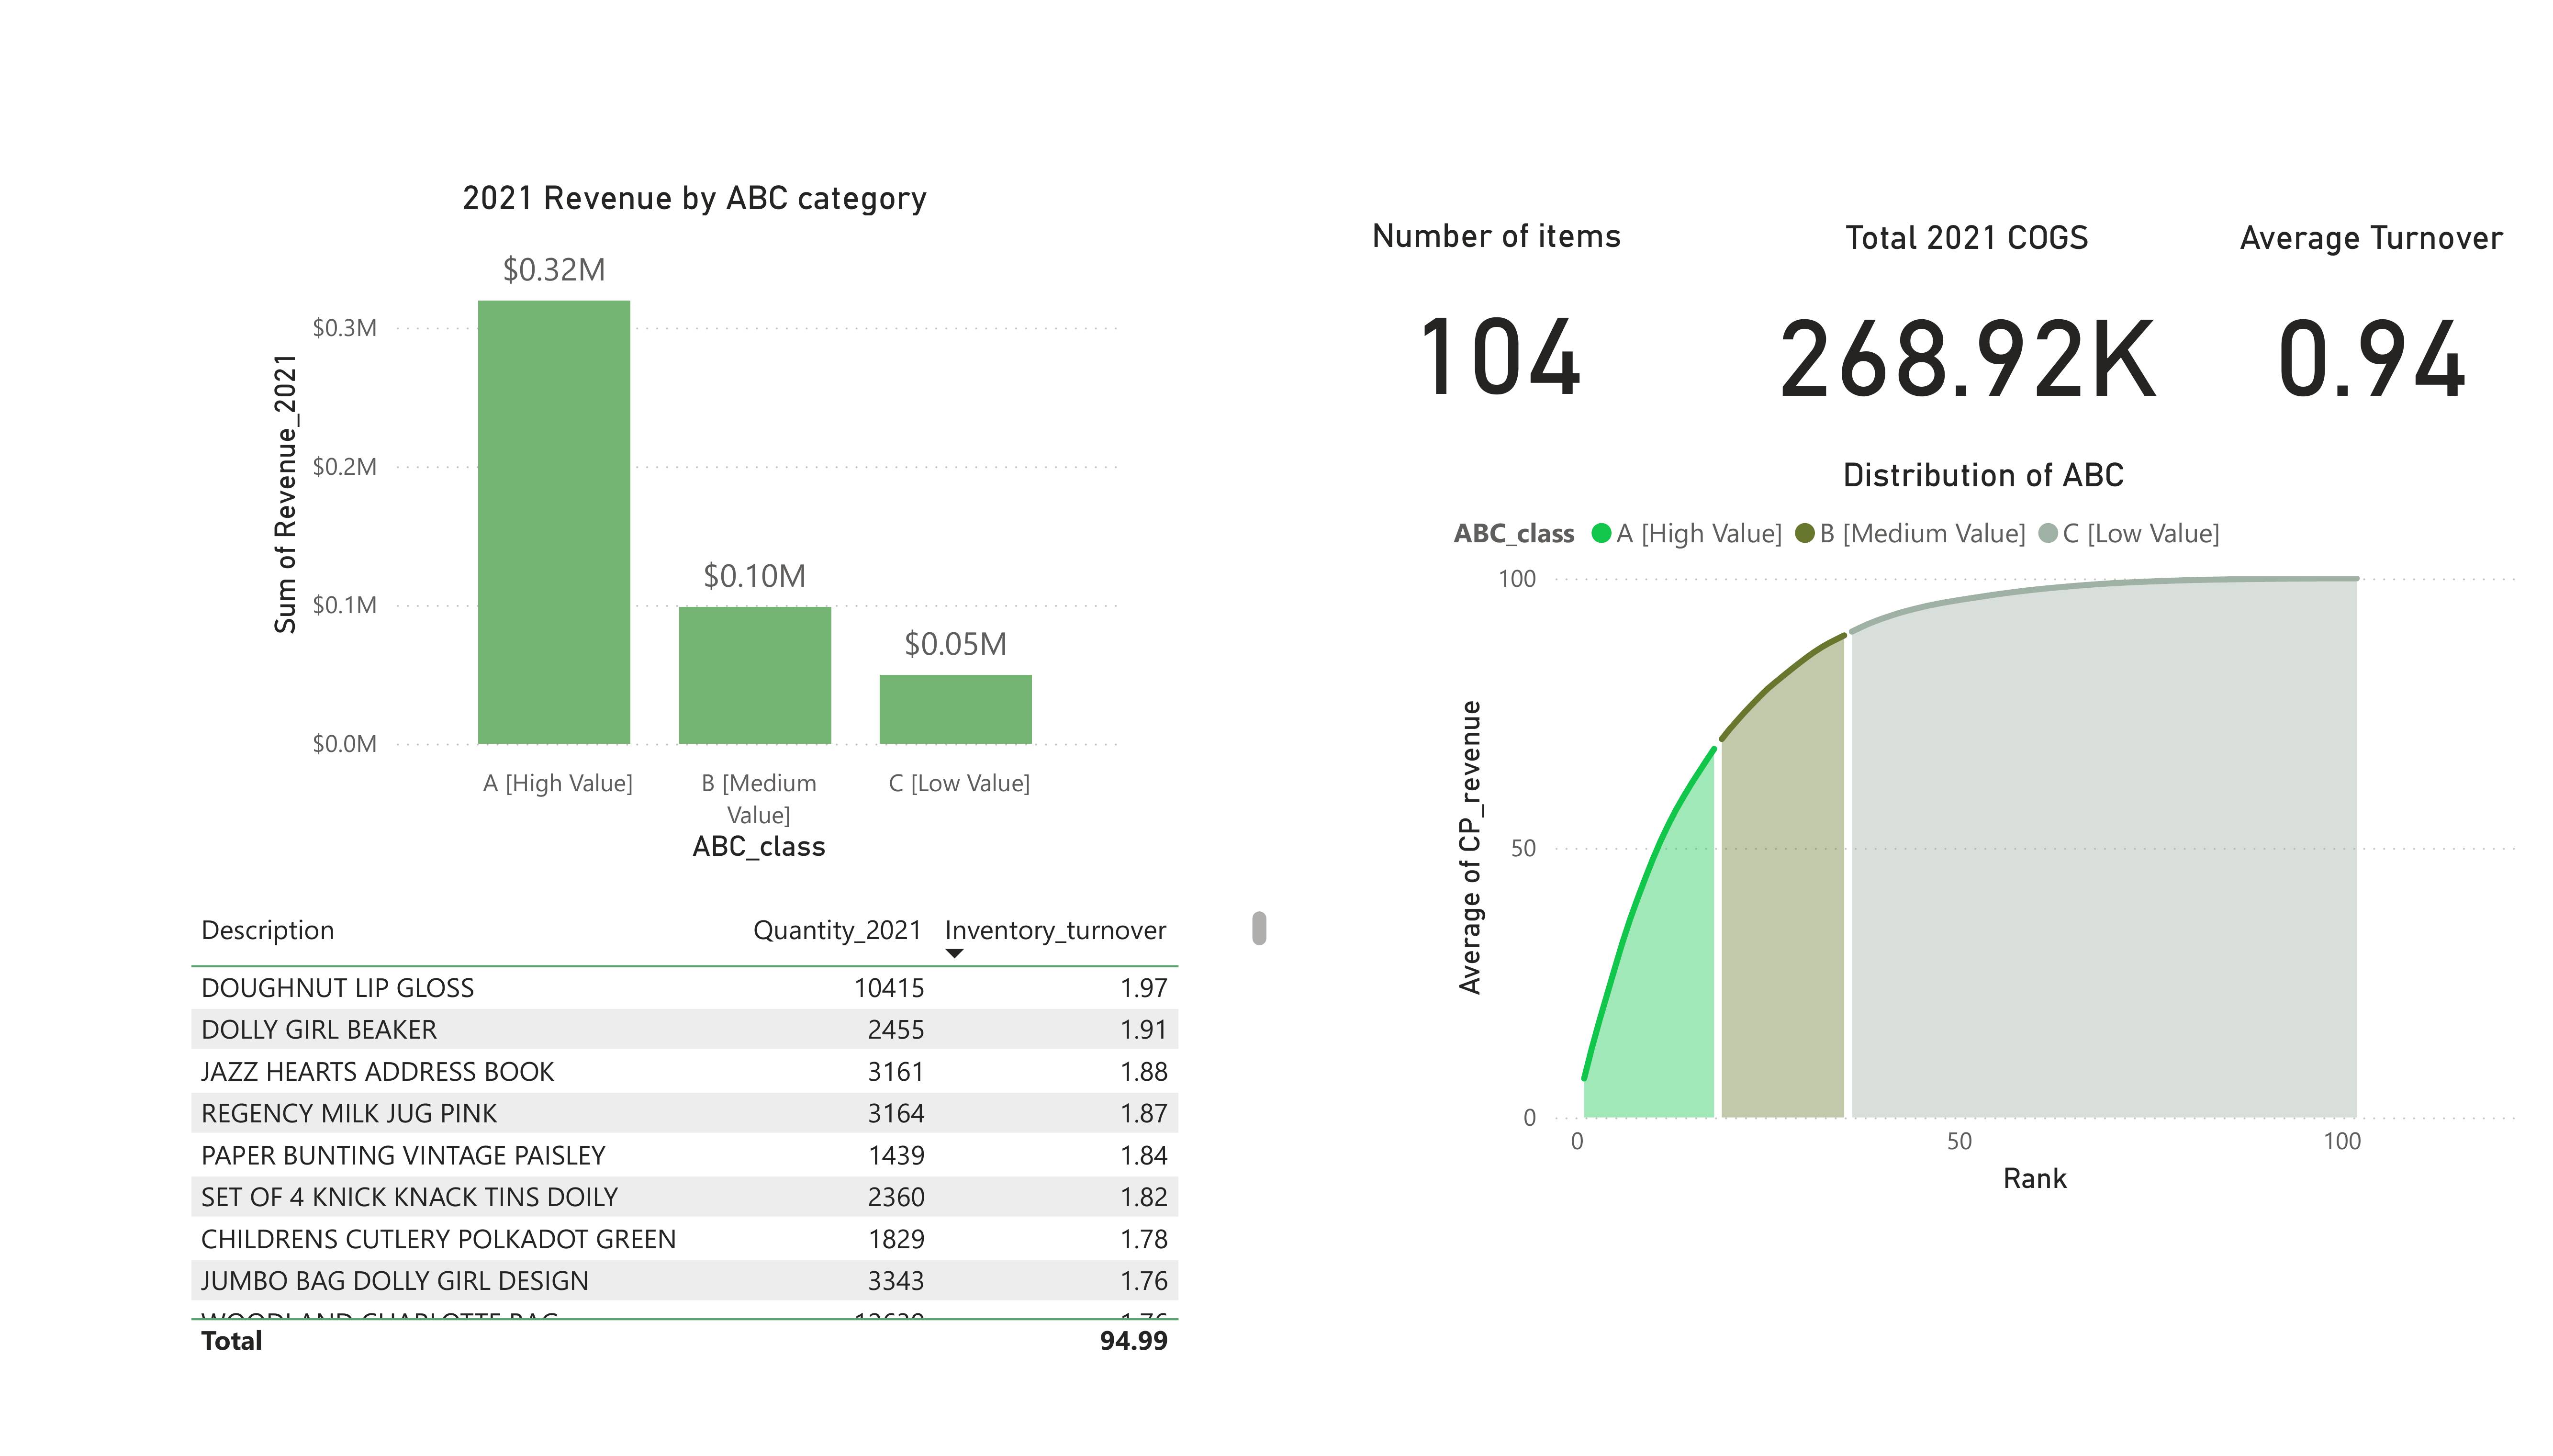 2021 Revenue by ABC category
$0.32M
$0.10M
$0.05M
$0.3M
$0.2M
$0.1M
$0.0M
Sum of Revenue_2021
A [High Value]
B [Medium
Value]
C [Low Value]
ABC_class
Number of items
104
Total 2021 COGS
268.92K
Average Turnover
0.94
Distribution of ABC
ABC_class A [High Value] B [Medium Value] C [Low Value]
100
50
0
Average of CP_revenue
0 50 100
Rank
Description Quantity_2021 Inventory_turnover
DOUGHNUT LIP GLOSS 10415 1.97
DOLLY GIRL BEAKER 2455 1.91
JAZZ HEARTS ADDRESS BOOK 3161 1.88
REGENCY MILK JUG PINK 3164 1.87
PAPER BUNTING VINTAGE PAISLEY 1439 1.84
SET OF 4 KNICK KNACK TINS DOILY 2360 1.82
CHILDRENS CUTLERY POLKADOT GREEN 1829 1.78
JUMBO BAG DOLLY GIRL DESIGN 3343 1.76
Total 94.99